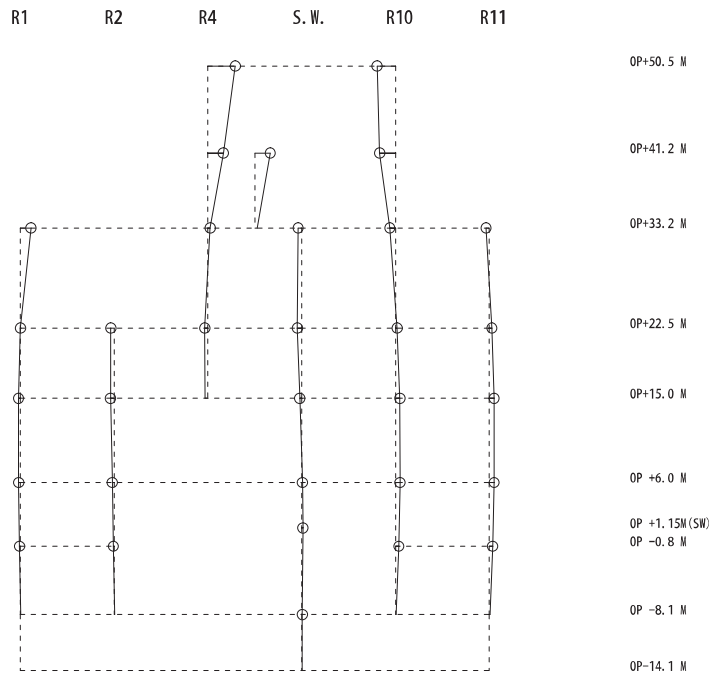 R1 R2 R4 S.W. R10 R11
OP+50.5 M
OP+41.2 M
OP+33.2 M
OP+22.5 M
OP+15.0 M
OP +6.0 M
OP +1.15M(SW)
OP -0.8 M
OP -8.1 M
OP-14.1 M